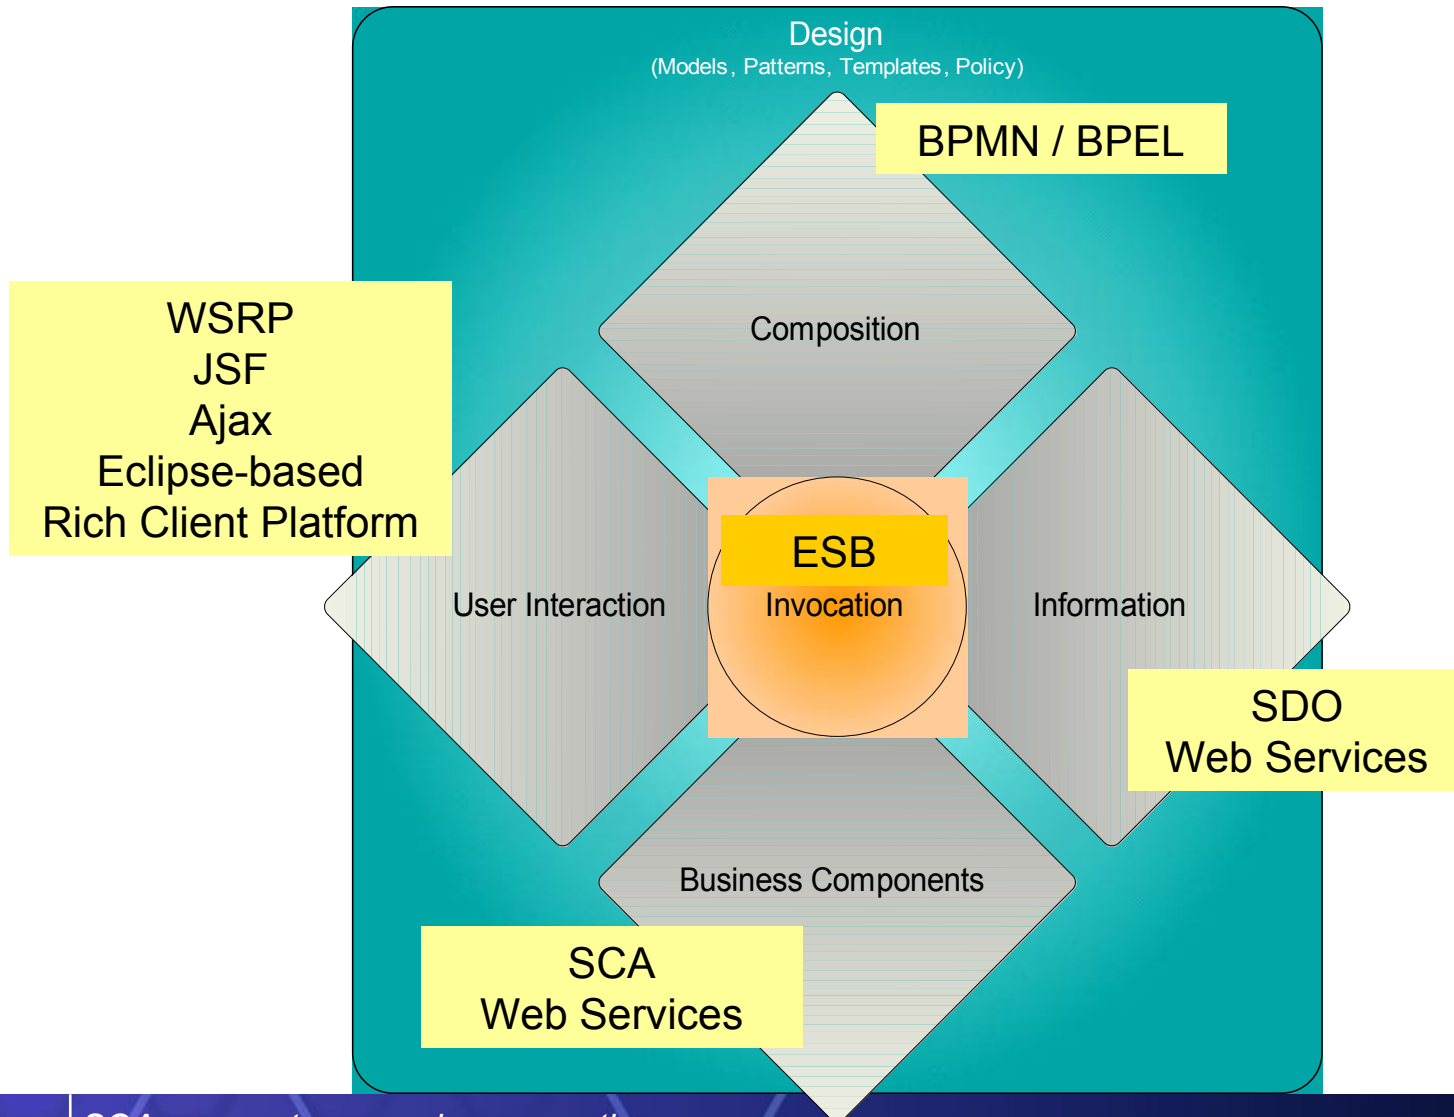 Design
(Models, Patterns, Templates, Policy)
BPMN / BPEL
Composition
WSRP
JSF
Ajax
Eclipse-based
Rich Client Platform
ESB
User Interaction
Invocation
Information
SDO
Web Services
Business Components
SCA
Web Services